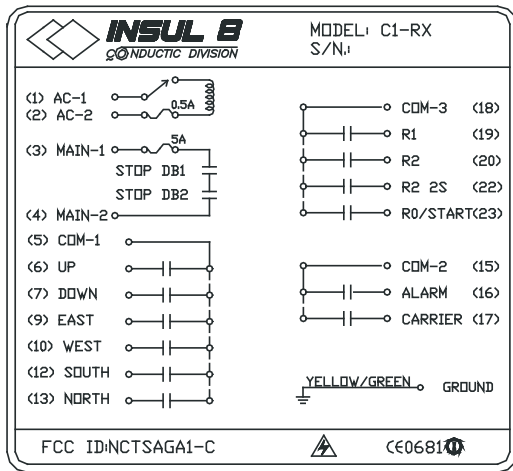 INSUL 8
CONDUCTIC DIVISION
MODEL: C1-RX
S/N.:
(1) AC-1
(2) AC-2
0.5A
(3) MAIN-1
5A
STOP DB1
STOP DB2
(4) MAIN-2
(5) COM-1
(6) UP
(7) DOWN
(9) EAST
(10) WEST
(12) SOUTH
(13) NORTH
COM-3 (18)
R1 (19)
R2 (20)
R2 2S (22)
R0/START(23)
COM-2 (15)
ALARM (16)
CARRIER (17)
YELLOW/GREEN
GROUND
FCC ID:NCTSAGA1-C
CE0681